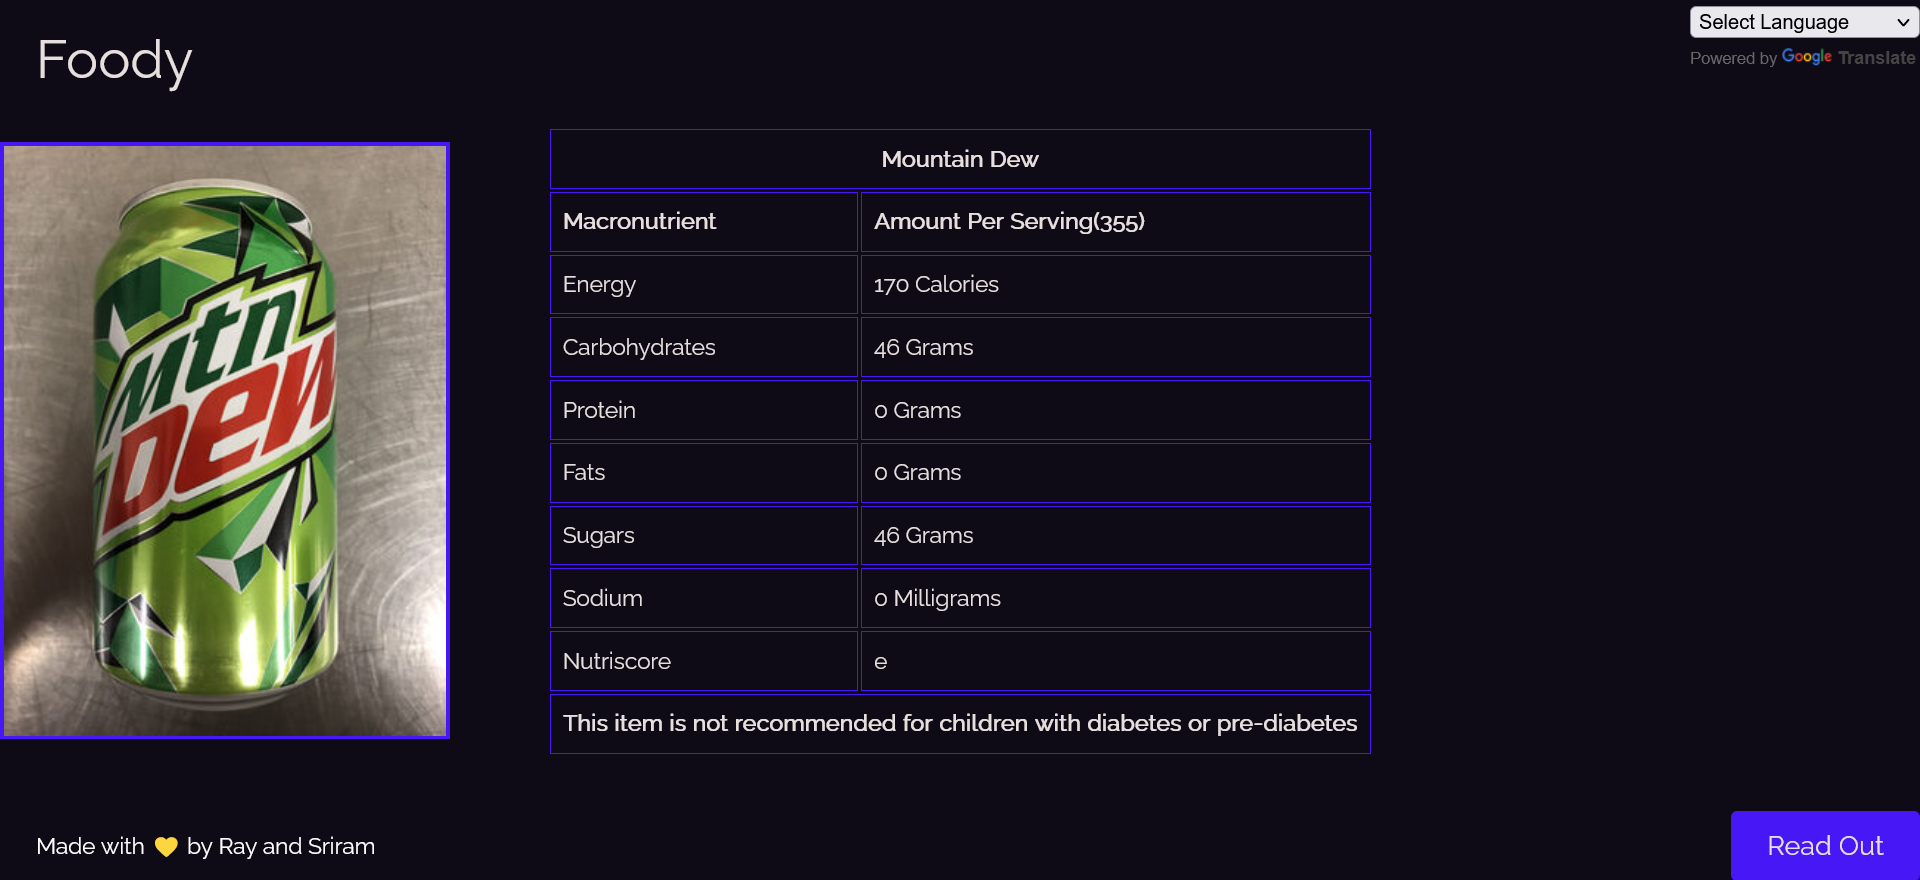 Foody
Select Language
Powered by Google Translate
Mtn
Dew
Mountain Dew
Macronutrient Amount Per Serving(355)
Energy 170 Calories
Carbohydrates 46 Grams
Protein 0 Grams
Fats 0 Grams
Sugars 46 Grams
Sodium 0 Milligrams
Nutriscore e
This item is not recommended for children with diabetes or pre-diabetes
Made with 💛 by Ray and Sriram
Read Out